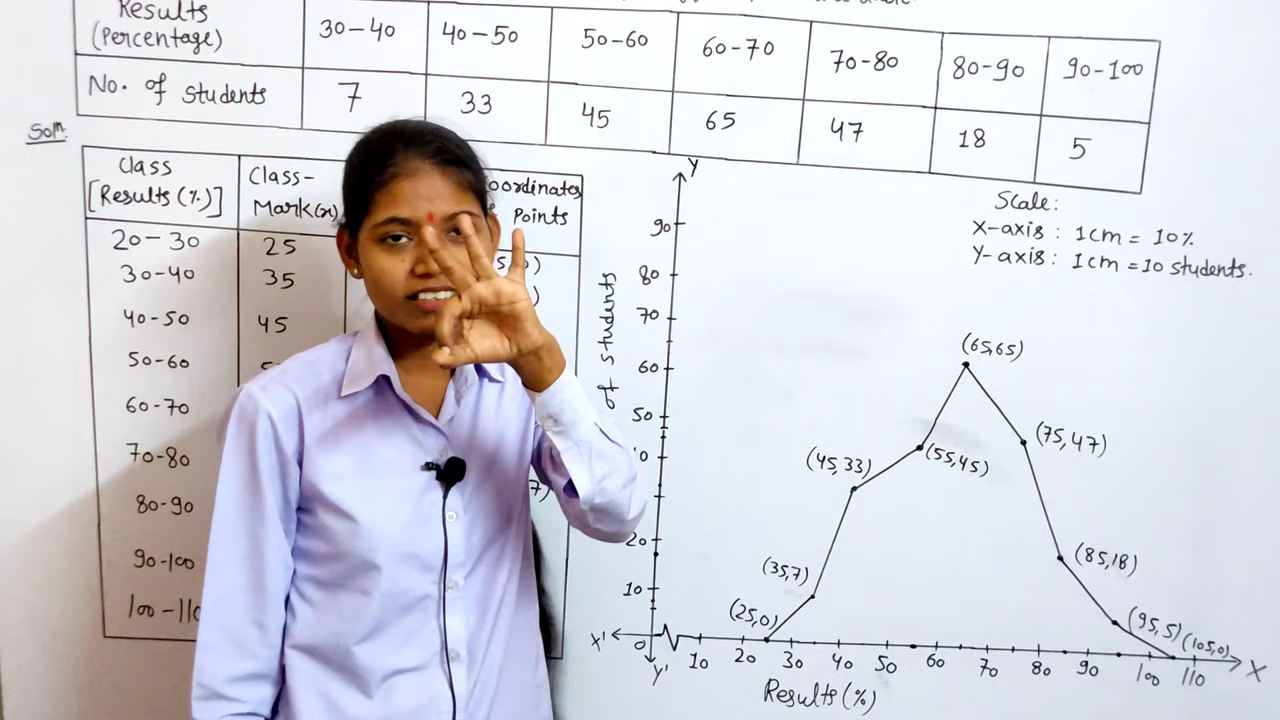 Results
(Percentage)
30-40
40-50
50-60
60-70
70-80
80-90
90-100
No. of students
7
33
45
65
47
18
5
Solⁿ.
Class
[Results (%)]
Class-
Mark(x)
oordinates
Points
20-30
25
30-40
35
40-50
45
50-60
60-70
70-80
80-90
90-100
100-110
7)
Scale:
X-axis : 1cm = 10%
Y-axis : 1cm = 10 students.
Y
90
80
70
60
50
20
10
of students
(65,65)
(75,47)
(45,33)
(55,45)
(85,18)
(35,7)
(25,0)
(95,5)
(105,0)
X'
0
10
20
30
40
50
60
70
80
90
100
110
X
Y'
Results (%)